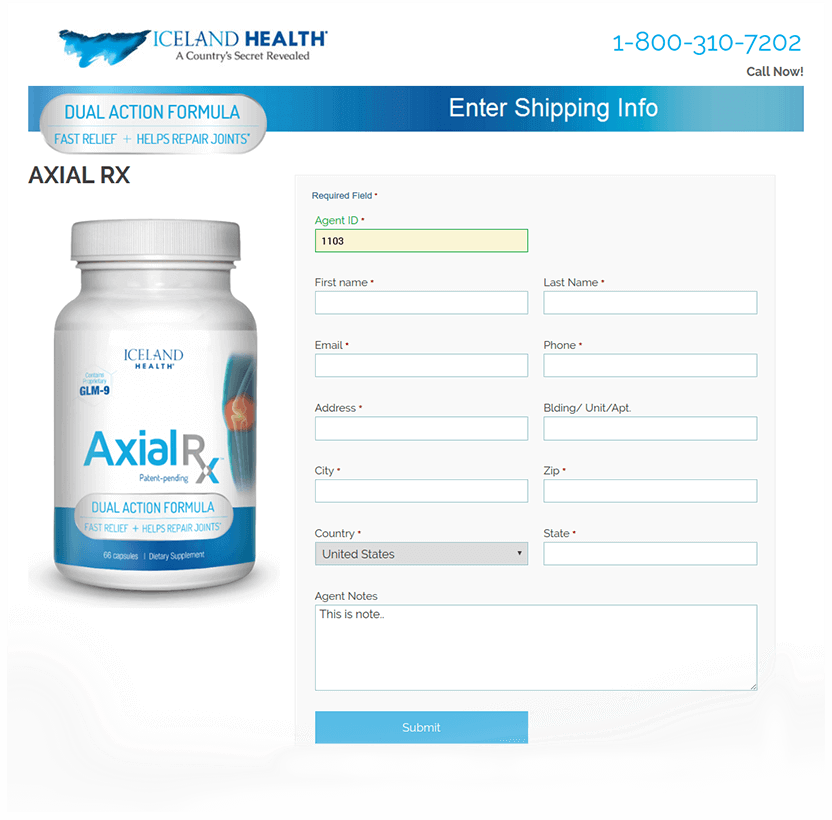 ICELAND HEALTH®
A Country's Secret Revealed
1-800-310-7202
Call Now!
DUAL ACTION FORMULA
FAST RELIEF + HELPS REPAIR JOINTS*
Enter Shipping Info
AXIAL RX
ICELAND
HEALTH®
Contains
Proprietary
GLM-9
AxialRx™
Patent-pending
DUAL ACTION FORMULA
FAST RELIEF + HELPS REPAIR JOINTS*
66 capsules | Dietary Supplement
Required Field *
Agent ID *
1103
First name * Last Name *
Email * Phone *
Address * Blding/ Unit/Apt.
City * Zip *
Country * State *
United States
Agent Notes
This is note..
Submit